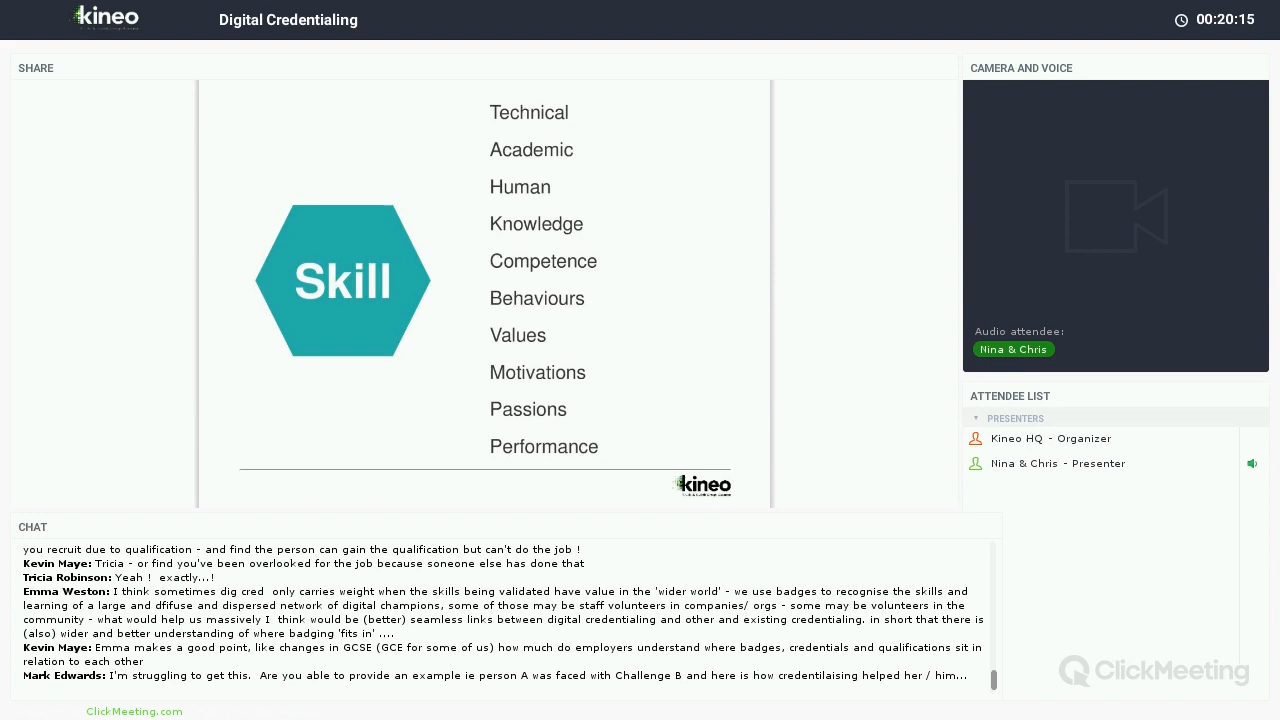 kineo
Digital Credentialing
00:20:15
SHARE
CAMERA AND VOICE
Technical
Academic
Human
Knowledge
Competence
Behaviours
Values
Motivations
Passions
Performance
Skill
kineo
Audio attendee:
Nina & Chris
ATTENDEE LIST
PRESENTERS
Kineo HQ - Organizer
Nina & Chris - Presenter
CHAT
you recruit due to qualification - and find the person can gain the qualification but can't do the job !
Kevin Maye: Tricia - or find you've been overlooked for the job because someone else has done that
Tricia Robinson: Yeah ! exactly...!
Emma Weston: I think sometimes dig cred only carries weight when the skills being validated have value in the 'wider world' - we use badges to recognise the skills and
learning of a large and dfifuse and dispersed network of digital champions, some of those may be staff volunteers in companies/ orgs - some may be volunteers in the
community - what would help us massively I think would be (better) seamless links between digital credentialing and other and existing credentialing. in short that there is
(also) wider and better understanding of where badging 'fits in' ....
Kevin Maye: Emma makes a good point, like changes in GCSE (GCE for some of us) how much do employers understand where badges, credentials and qualifications sit in
relation to each other
Mark Edwards: I'm struggling to get this. Are you able to provide an example ie person A was faced with Challenge B and here is how credentilaising helped her / him...
ClickMeeting
ClickMeeting.com